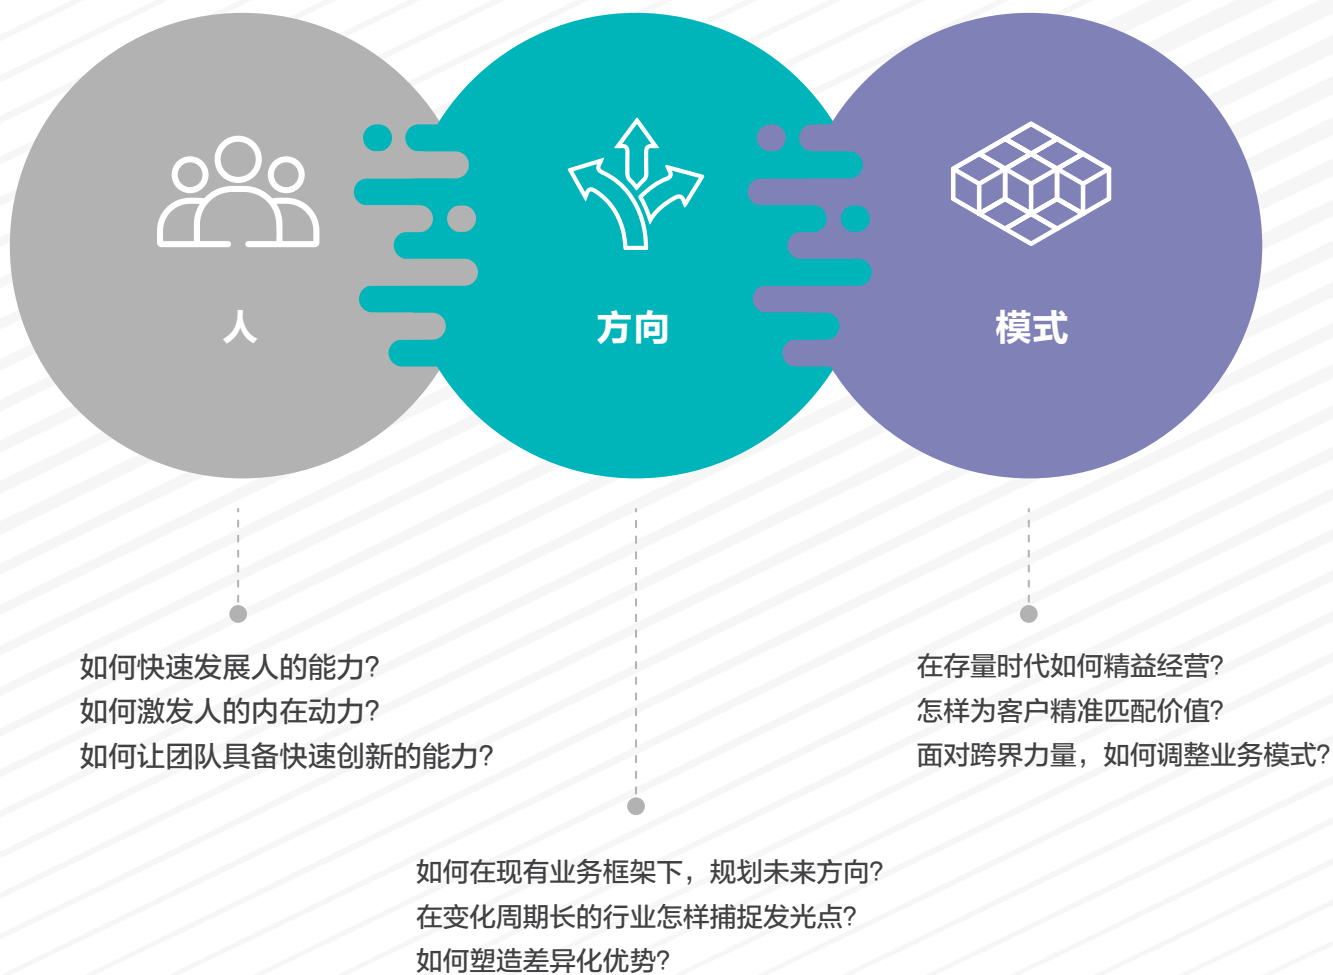 人
方向
模式
如何快速发展人的能力?
如何激发人的内在动力?
如何让团队具备快速创新的能力?
在存量时代如何精益经营?
怎样为客户精准匹配价值?
面对跨界力量，如何调整业务模式?
如何在现有业务框架下，规划未来方向?
在变化周期长的行业怎样捕捉发光点?
如何塑造差异化优势?